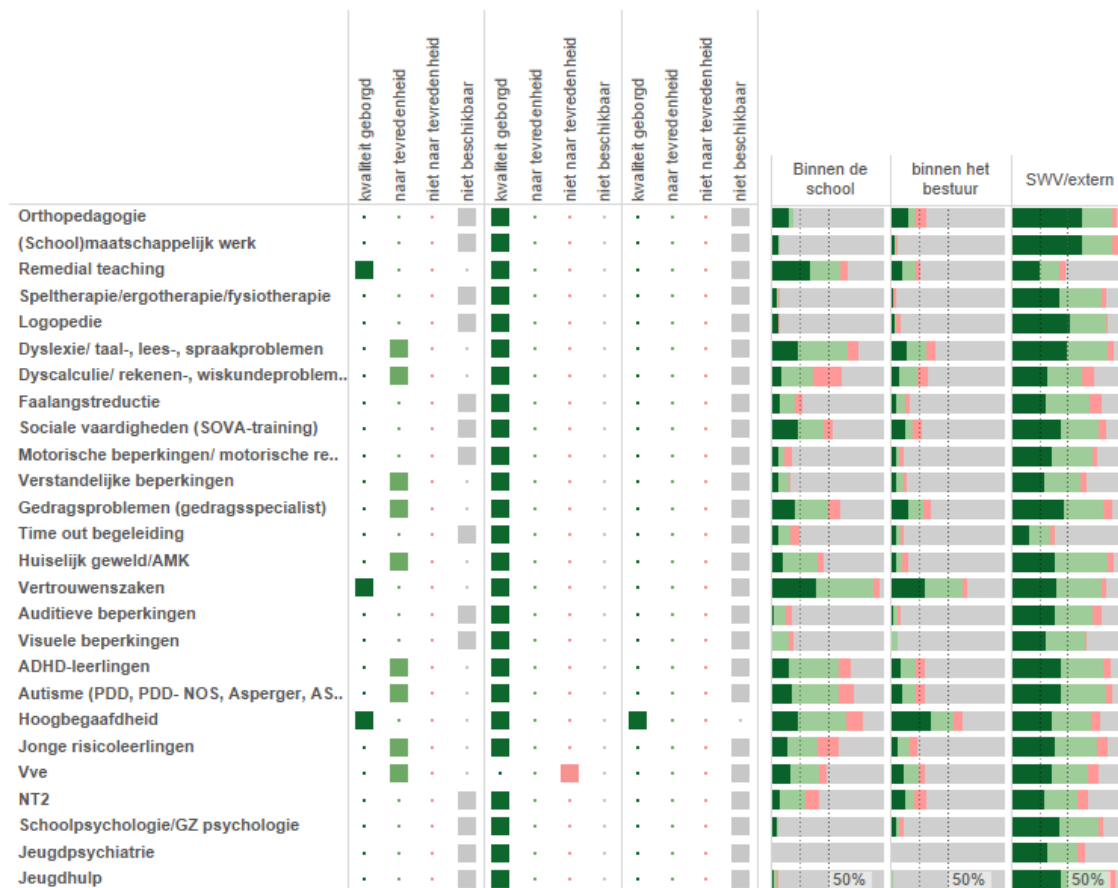 kwaliteit geborgd
naar tevredenheid
niet naar tevredenheid
niet beschikbaar
kwaliteit geborgd
naar tevredenheid
niet naar tevredenheid
niet beschikbaar
kwaliteit geborgd
naar tevredenheid
niet naar tevredenheid
niet beschikbaar
Binnen de
school
binnen het
bestuur
SWV/extern
Orthopedagogie
(School)maatschappelijk werk
Remedial teaching
Speltherapie/ergotherapie/fysiotherapie
Logopedie
Dyslexie/ taal-, lees-, spraakproblemen
Dyscalculie/ rekenen-, wiskundeproblem..
Faalangstreductie
Sociale vaardigheden (SOVA-training)
Motorische beperkingen/ motorische re..
Verstandelijke beperkingen
Gedragsproblemen (gedragsspecialist)
Time out begeleiding
Huiselijk geweld/AMK
Vertrouwenszaken
Auditieve beperkingen
Visuele beperkingen
ADHD-leerlingen
Autisme (PDD, PDD- NOS, Asperger, AS..
Hoogbegaafdheid
Jonge risicoleerlingen
Vve
NT2
Schoolpsychologie/GZ psychologie
Jeugdpsychiatrie
Jeugdhulp
50%
50%
50%